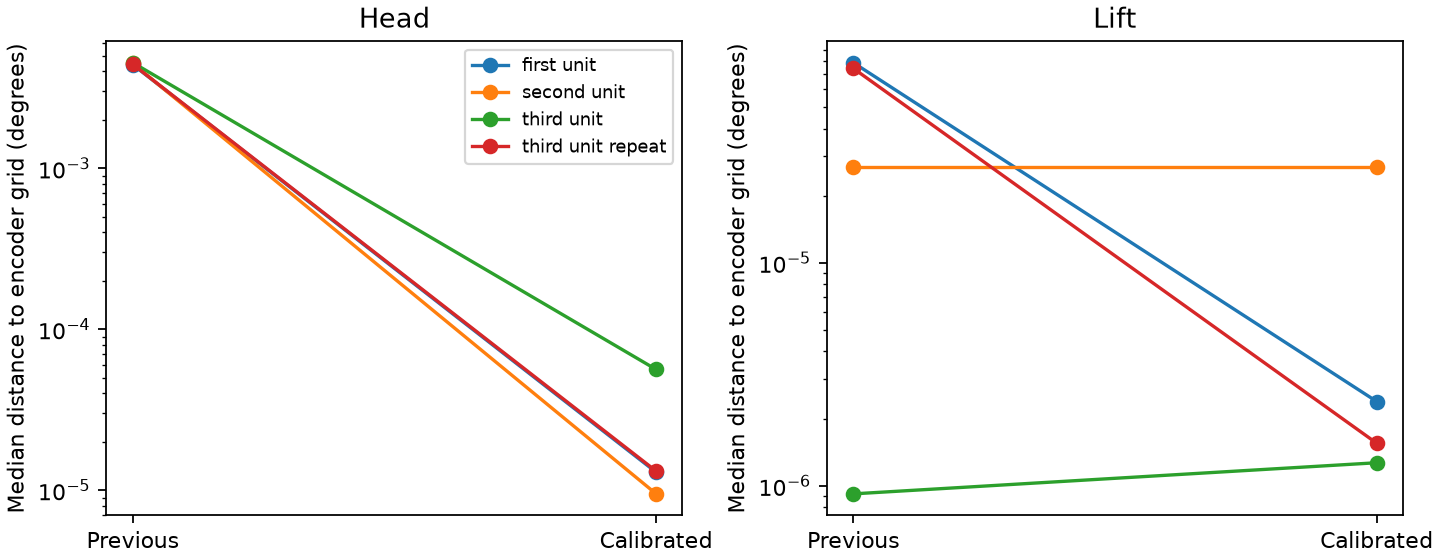 Head
Median distance to encoder grid (degrees)
10⁻³
10⁻⁴
10⁻⁵
first unit
second unit
third unit
third unit repeat
Previous
Calibrated
Lift
Median distance to encoder grid (degrees)
10⁻⁵
10⁻⁶
Previous
Calibrated